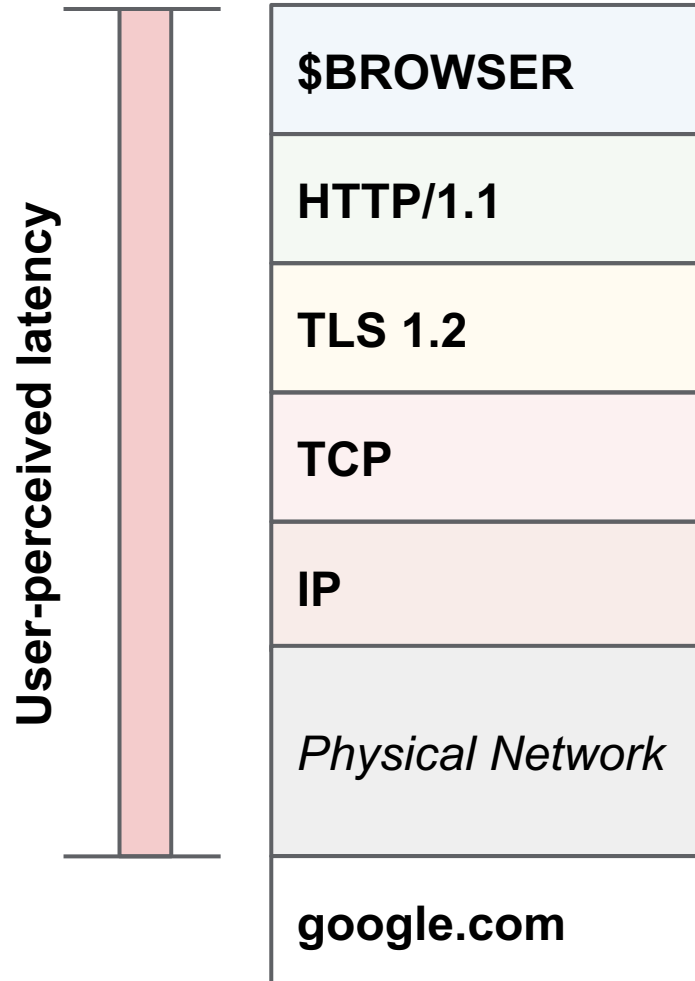 User-perceived latency
$BROWSER
HTTP/1.1
TLS 1.2
TCP
IP
Physical Network
google.com